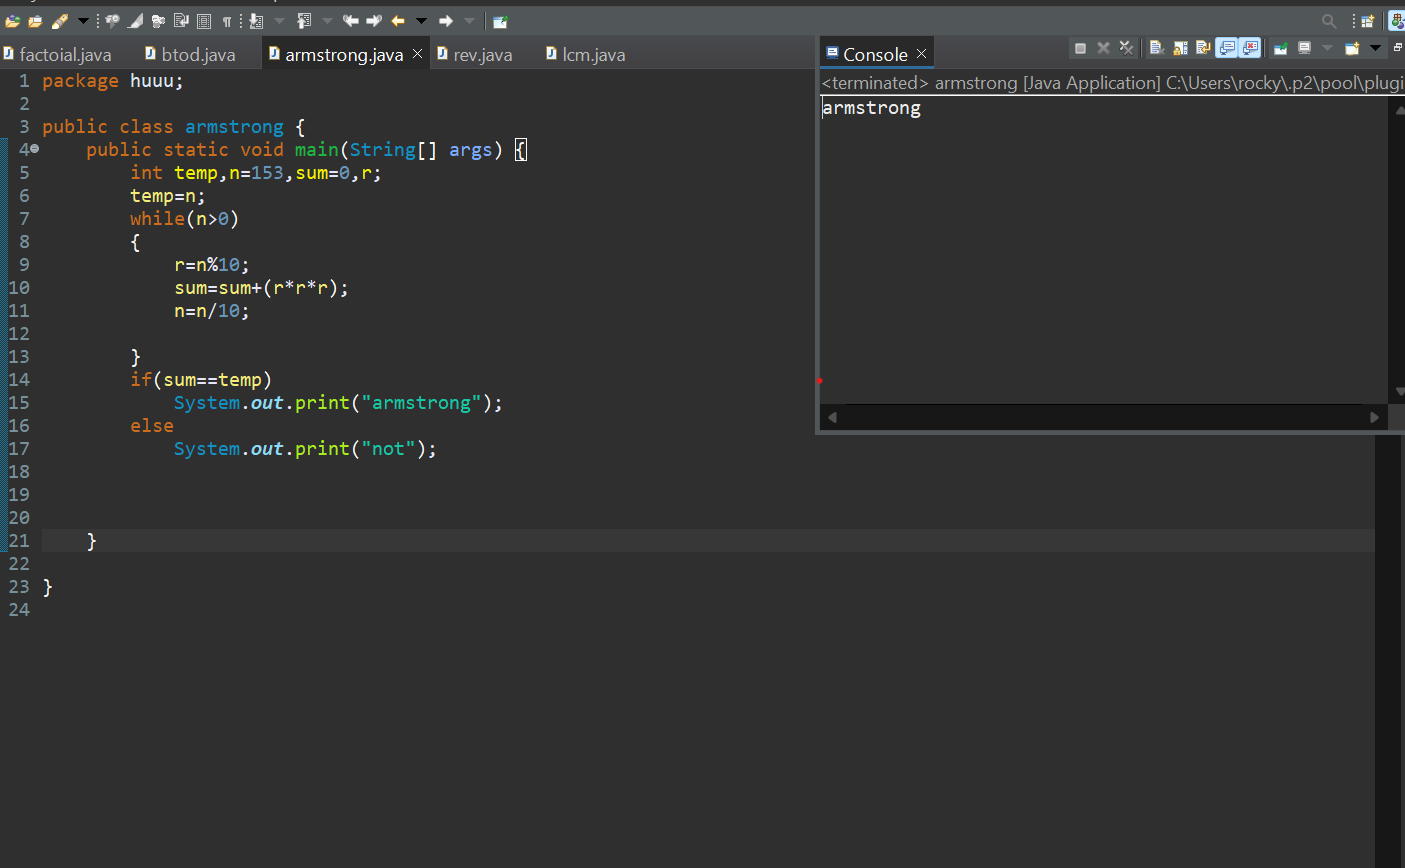 factoial.java btod.java armstrong.java rev.java lcm.java
Console
<terminated> armstrong [Java Application] C:\Users\rocky\.p2\pool\plugi
armstrong
1 package huuu;
2
3 public class armstrong {
4 public static void main(String[] args) {
5 int temp,n=153,sum=0,r;
6 temp=n;
7 while(n>0)
8 {
9 r=n%10;
10 sum=sum+(r*r*r);
11 n=n/10;
12
13 }
14 if(sum==temp)
15 System.out.print("armstrong");
16 else
17 System.out.print("not");
18
19
20
21 }
22
23 }
24